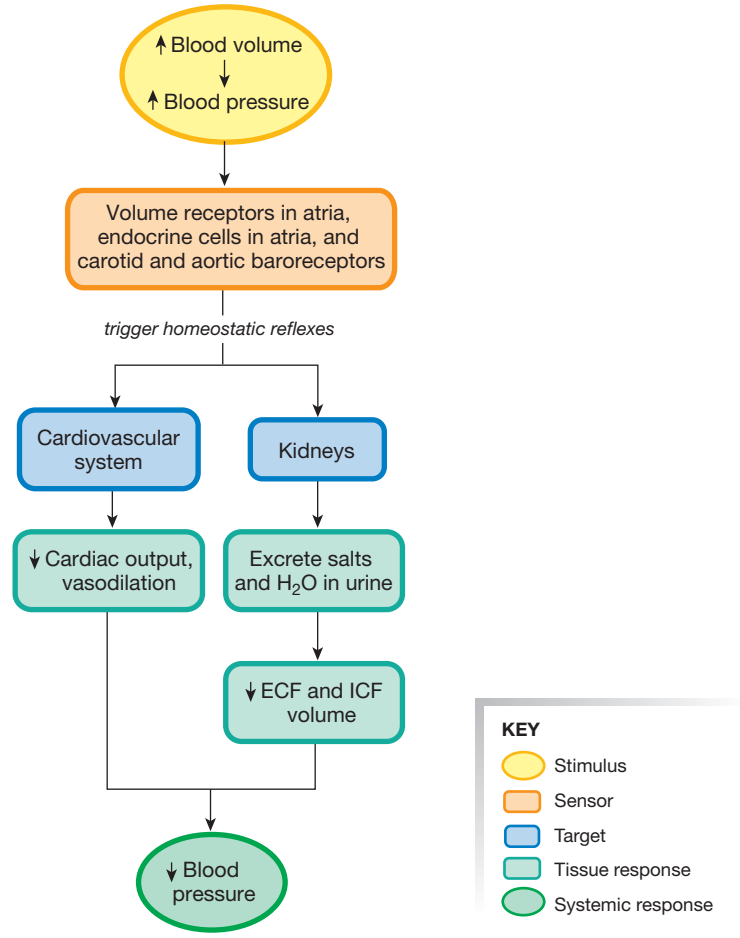 ↑ Blood volume
↑ Blood pressure
Volume receptors in atria,
endocrine cells in atria, and
carotid and aortic baroreceptors
trigger homeostatic reflexes
Cardiovascular
system
Kidneys
↓ Cardiac output,
vasodilation
Excrete salts
and H₂O in urine
↓ ECF and ICF
volume
↓ Blood
pressure
KEY
Stimulus
Sensor
Target
Tissue response
Systemic response